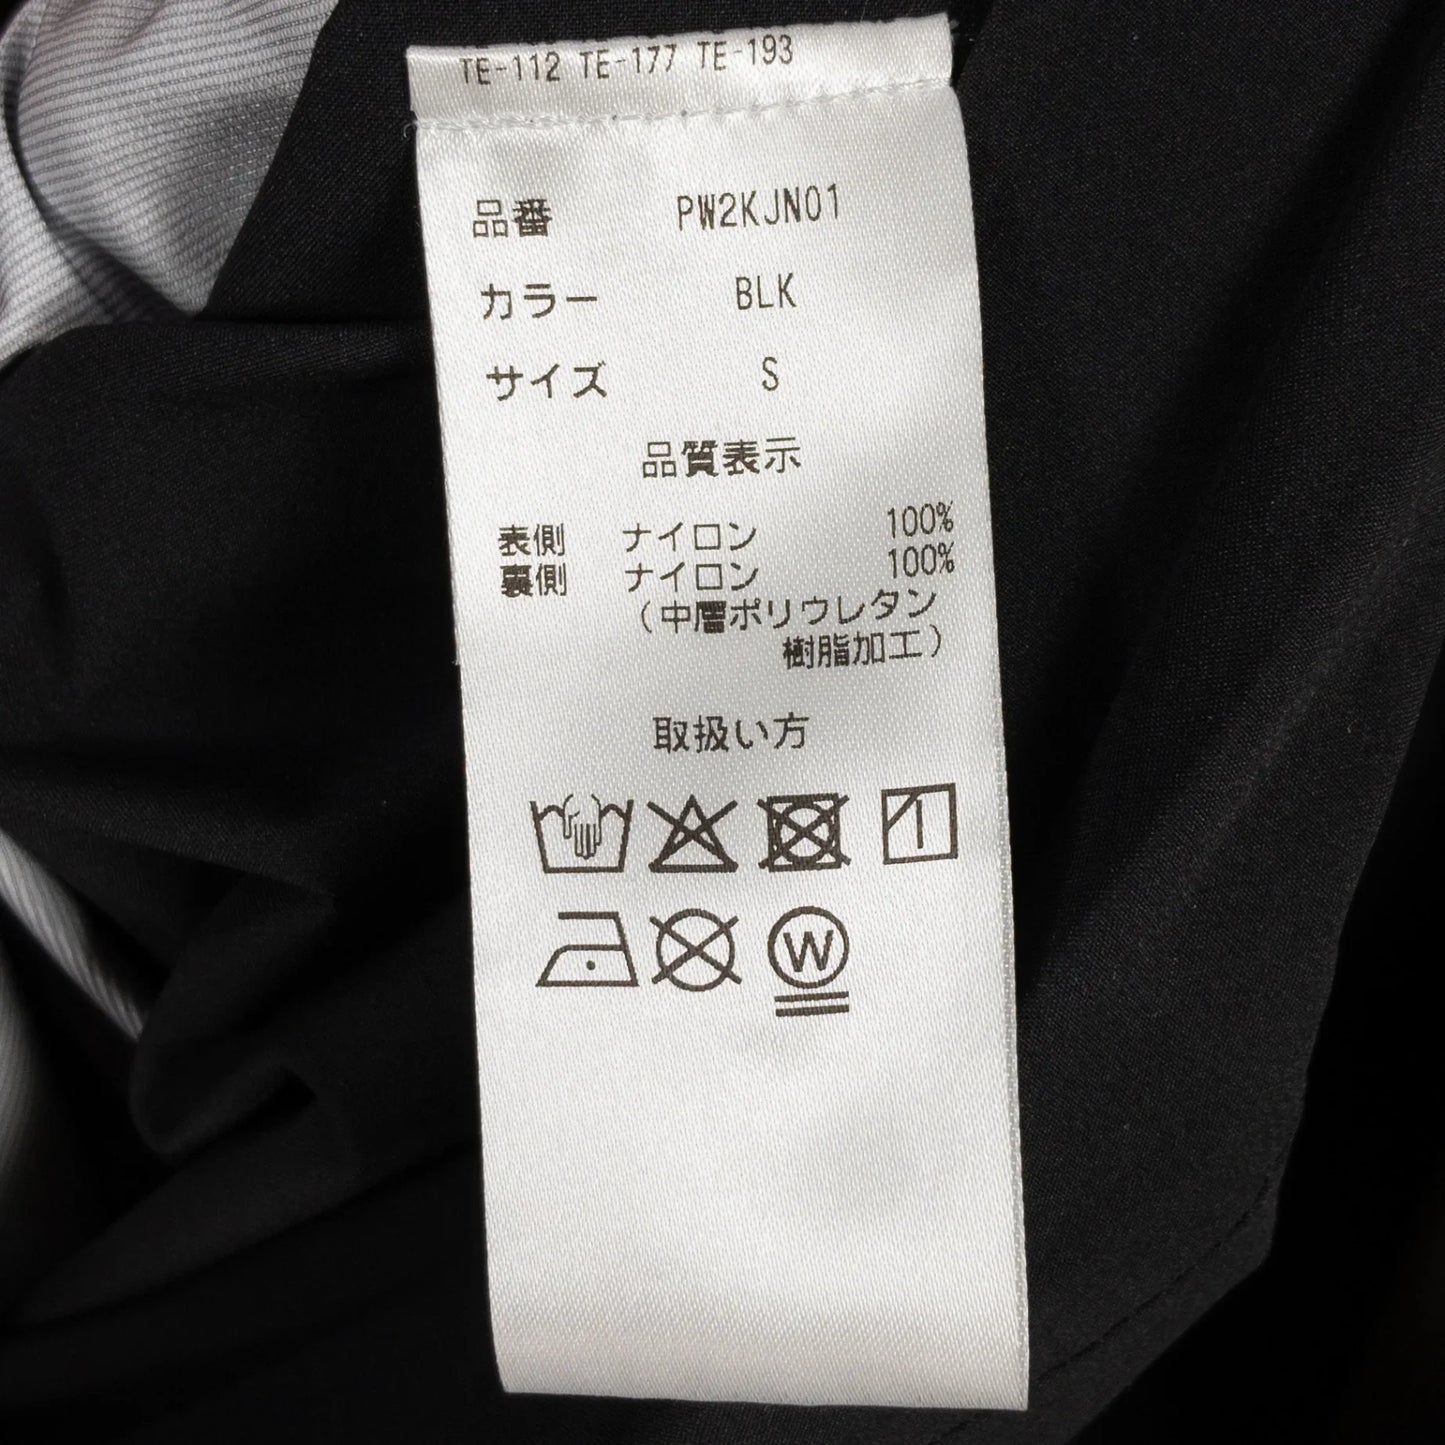 TE-112 TE-177 TE-193
品番 PW2KJN01
カラー BLK
サイズ S
品質表示
表側 ナイロン 100%
裏側 ナイロン 100%
(中層ポリウレタン
樹脂加工)
取扱い方
W